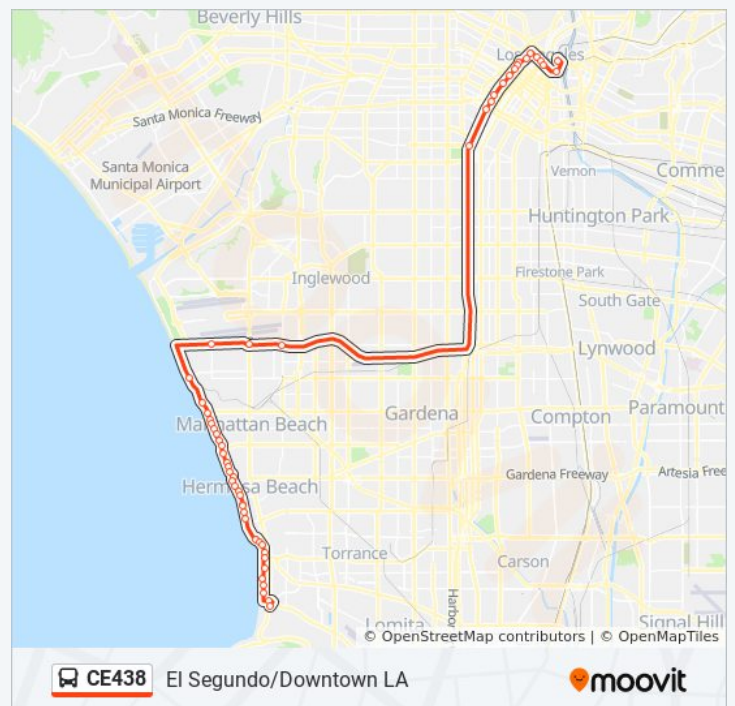 Beverly Hills
Los Angeles
Santa Monica Freeway
Santa Monica
Municipal Airport
Vernon
Comme
Huntington Park
Inglewood
Firestone Park
South Gate
Lynwood
Manhattan Beach
Gardena
Compton
Paramount
Hermosa Beach
Gardena Freeway
Artesia Free
Torrance
Carson
Harbor
Lomita
Signal Hill
© OpenStreetMap contributors | © OpenMapTiles
CE438 El Segundo/Downtown LA
moovit